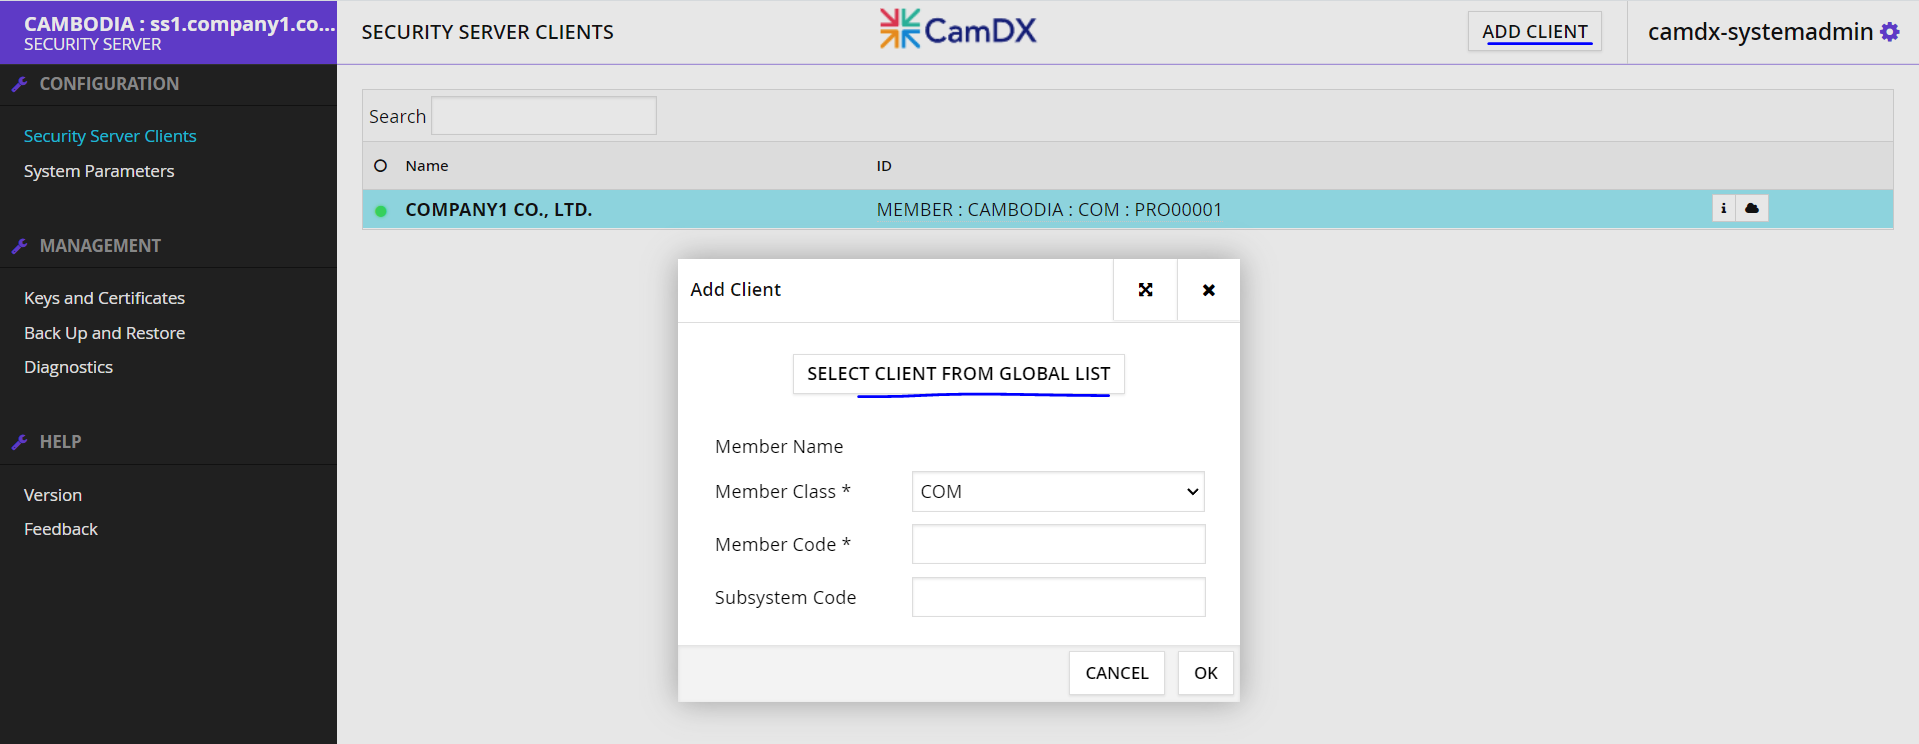 CAMBODIA : ss1.company1.co...
SECURITY SERVER
SECURITY SERVER CLIENTS
CamDX
ADD CLIENT
camdx-systemadmin
CONFIGURATION
Security Server Clients
System Parameters
MANAGEMENT
Keys and Certificates
Back Up and Restore
Diagnostics
HELP
Version
Feedback
Search
Name ID
COMPANY1 CO., LTD. MEMBER : CAMBODIA : COM : PRO00001
Add Client
SELECT CLIENT FROM GLOBAL LIST
Member Name
Member Class * COM
Member Code *
Subsystem Code
CANCEL OK